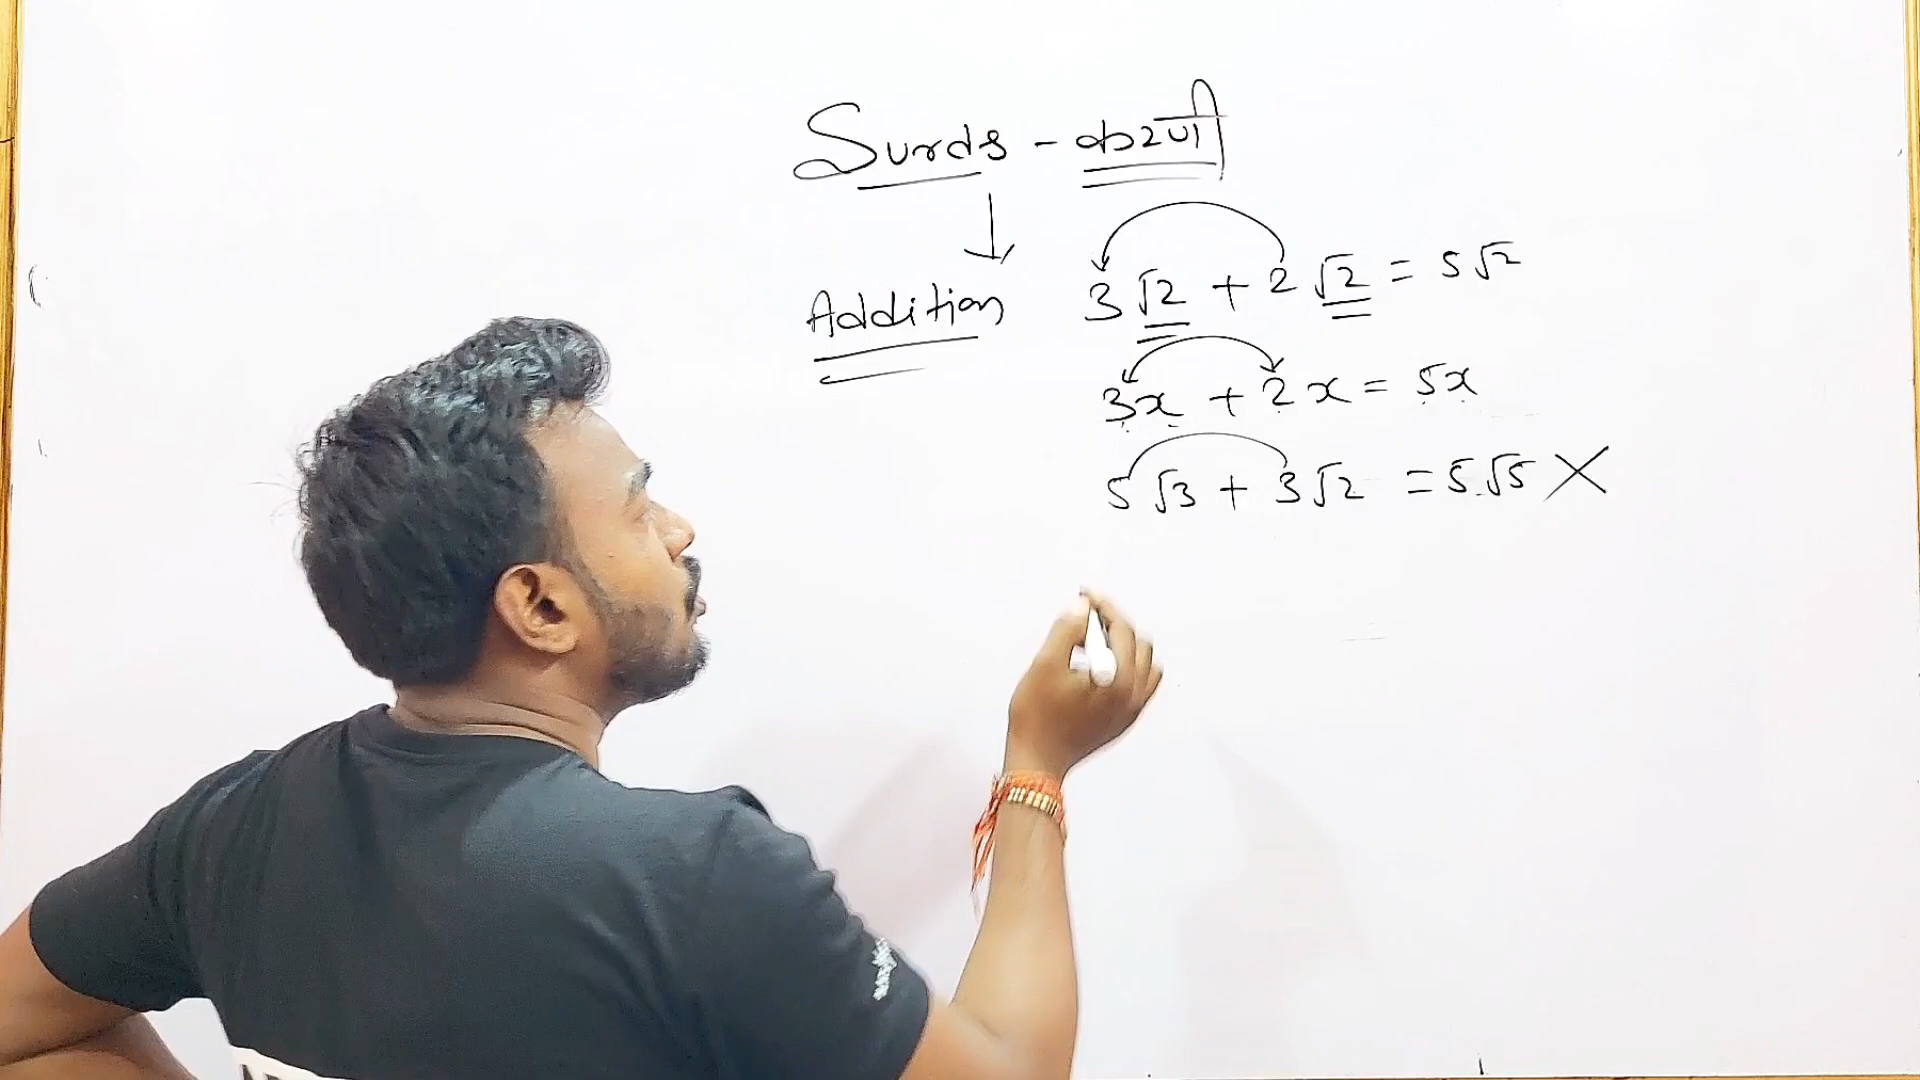 Surds - करणी
Addition
3√2 + 2√2 = 5√2
3x + 2x = 5x
5√3 + 3√2 = 5√5 ✗